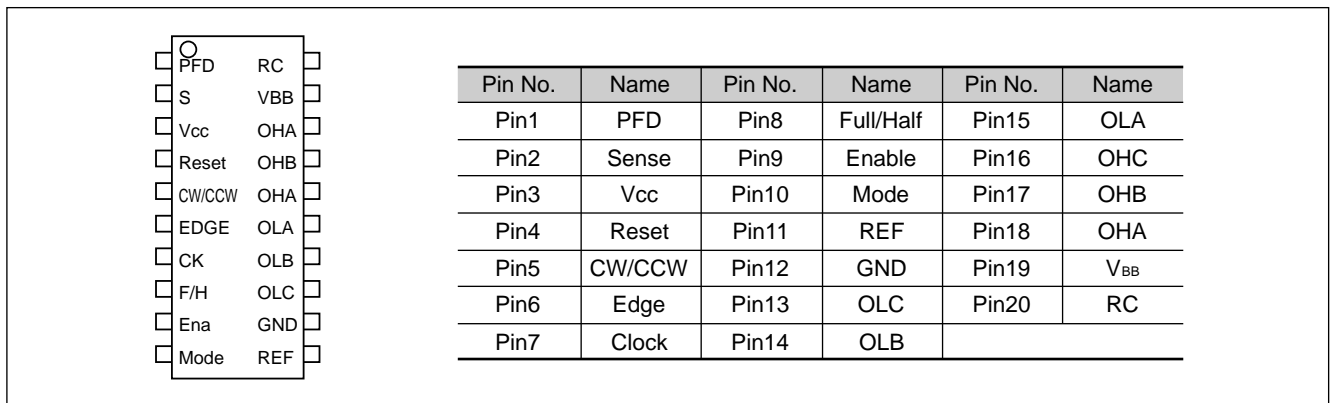 PFD RC
S VBB
Vcc OHA
Reset OHB
CW/CCW OHA
EDGE OLA
CK OLB
F/H OLC
Ena GND
Mode REF
Pin No. Name Pin No. Name Pin No. Name
Pin1 PFD Pin8 Full/Half Pin15 OLA
Pin2 Sense Pin9 Enable Pin16 OHC
Pin3 Vcc Pin10 Mode Pin17 OHB
Pin4 Reset Pin11 REF Pin18 OHA
Pin5 CW/CCW Pin12 GND Pin19 VBB
Pin6 Edge Pin13 OLC Pin20 RC
Pin7 Clock Pin14 OLB